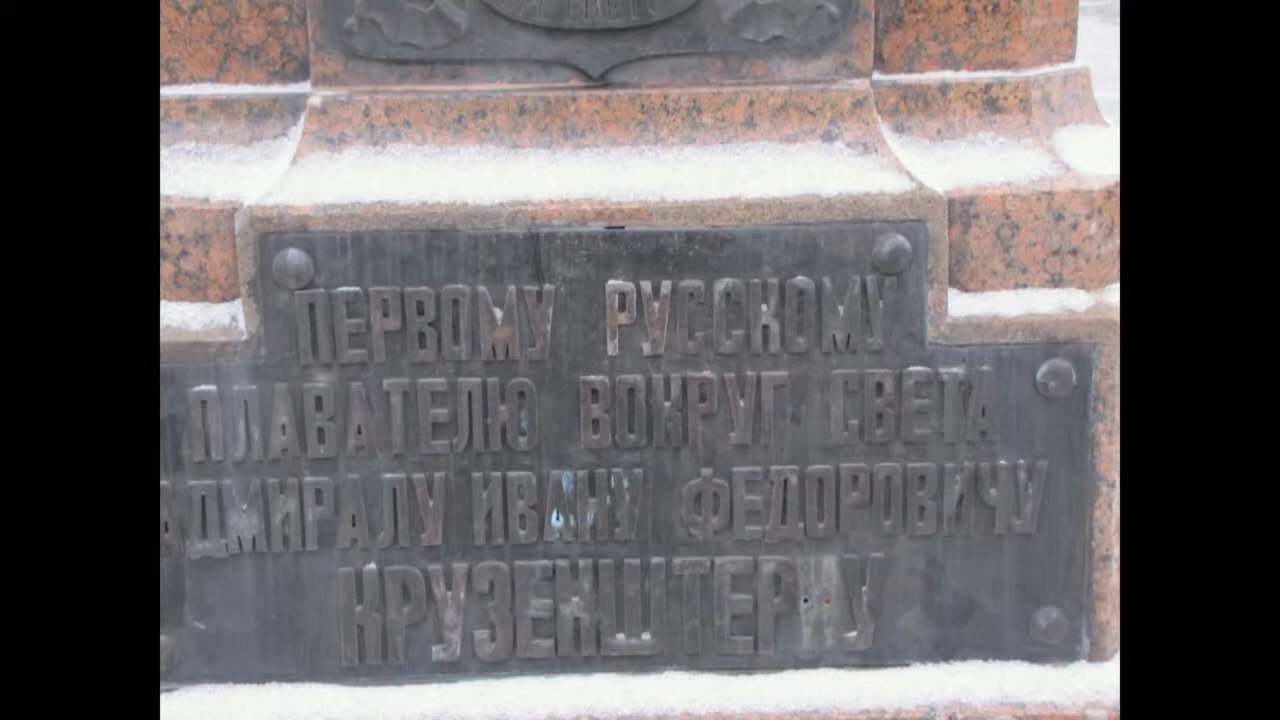 ПЕРВОМУ РУССКОМУ
ПЛАВАТЕЛЮ ВОКРУГ СВЕТА
АДМИРАЛУ ИВАНУ ФЕДОРОВИЧУ
КРУЗЕНШТЕРНУ